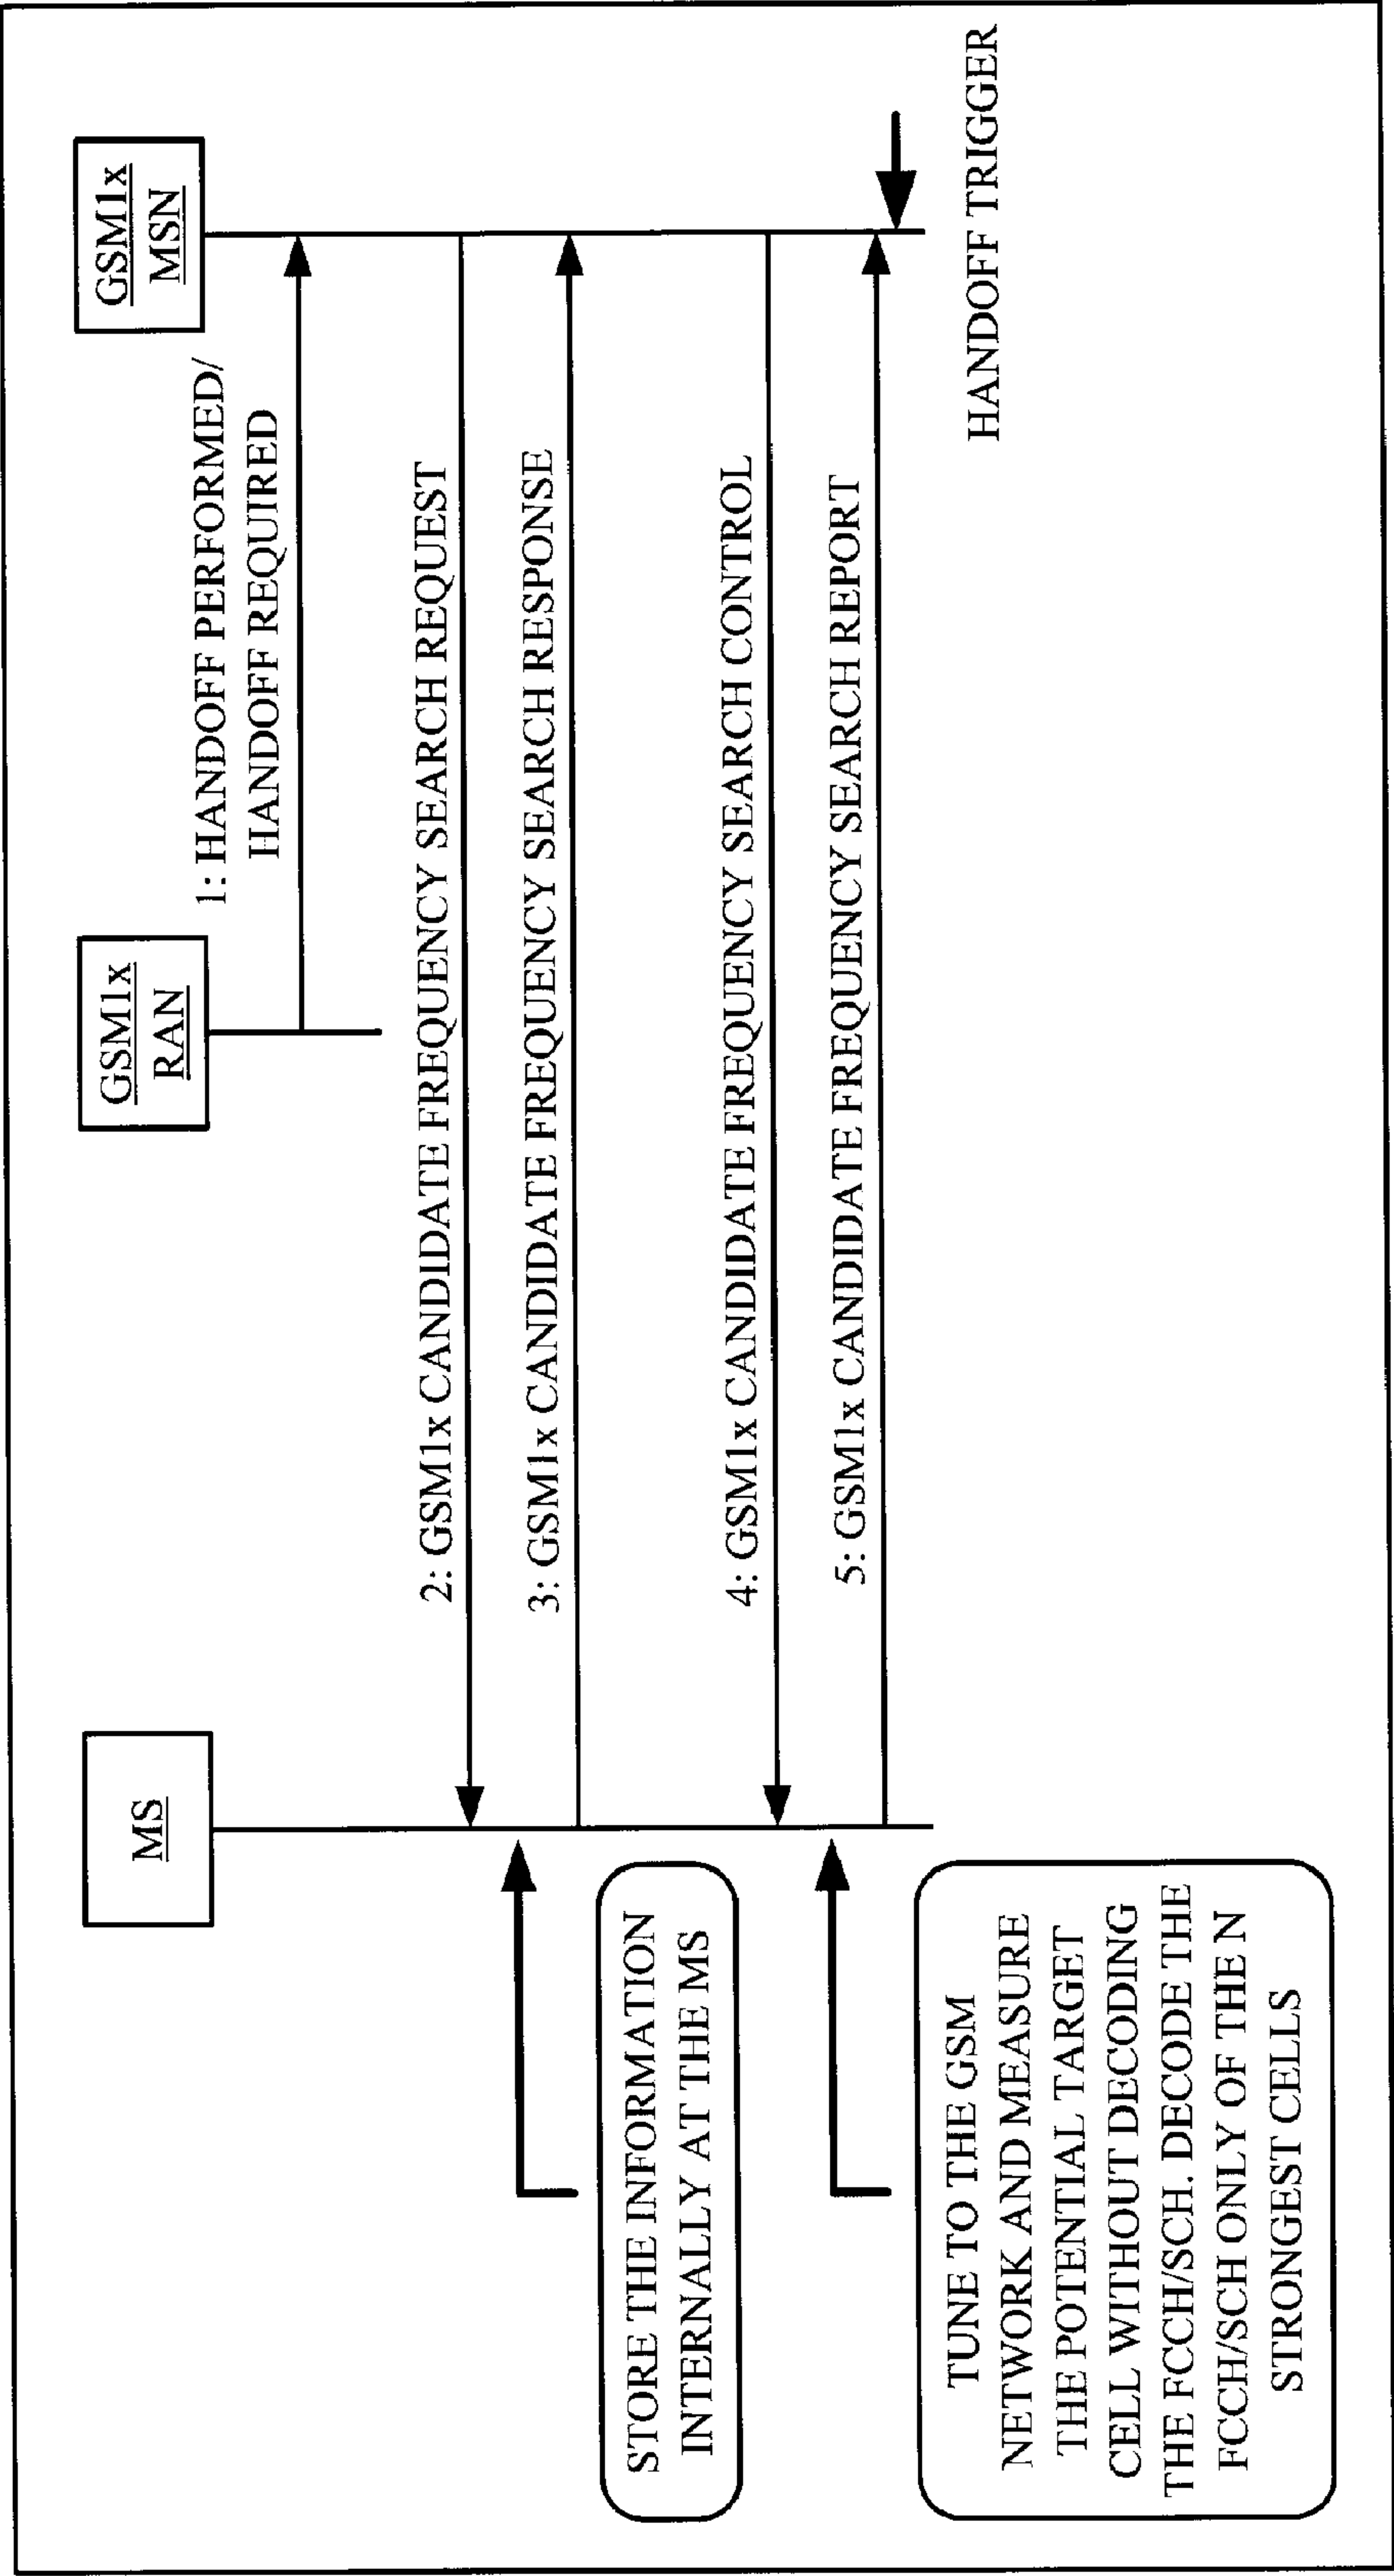 MS
GSM1x
RAN
GSM1x
MSN
1: HANDOFF PERFORMED/
HANDOFF REQUIRED
2: GSM1x CANDIDATE FREQUENCY SEARCH REQUEST
3: GSM1x CANDIDATE FREQUENCY SEARCH RESPONSE
STORE THE INFORMATION
INTERNALLY AT THE MS
4: GSM1x CANDIDATE FREQUENCY SEARCH CONTROL
5: GSM1x CANDIDATE FREQUENCY SEARCH REPORT
TUNE TO THE GSM
NETWORK AND MEASURE
THE POTENTIAL TARGET
CELL WITHOUT DECODING
THE FCCH/SCH. DECODE THE
FCCH/SCH ONLY OF THE N
STRONGEST CELLS
HANDOFF TRIGGER